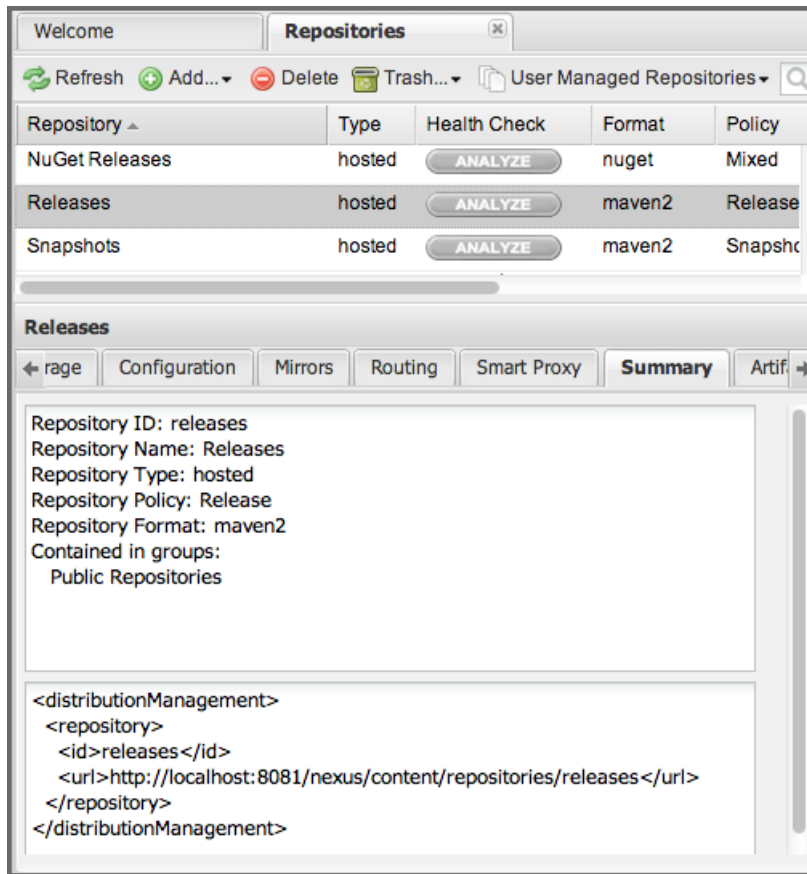 Welcome
Repositories
Refresh Add... Delete Trash... User Managed Repositories
Repository Type Health Check Format Policy
NuGet Releases hosted ANALYZE nuget Mixed
Releases hosted ANALYZE maven2 Release
Snapshots hosted ANALYZE maven2 Snapsho
Releases
rage Configuration Mirrors Routing Smart Proxy Summary Artif
Repository ID: releases
Repository Name: Releases
Repository Type: hosted
Repository Policy: Release
Repository Format: maven2
Contained in groups:
Public Repositories
<distributionManagement>
<repository>
<id>releases</id>
<url>http://localhost:8081/nexus/content/repositories/releases</url>
</repository>
</distributionManagement>